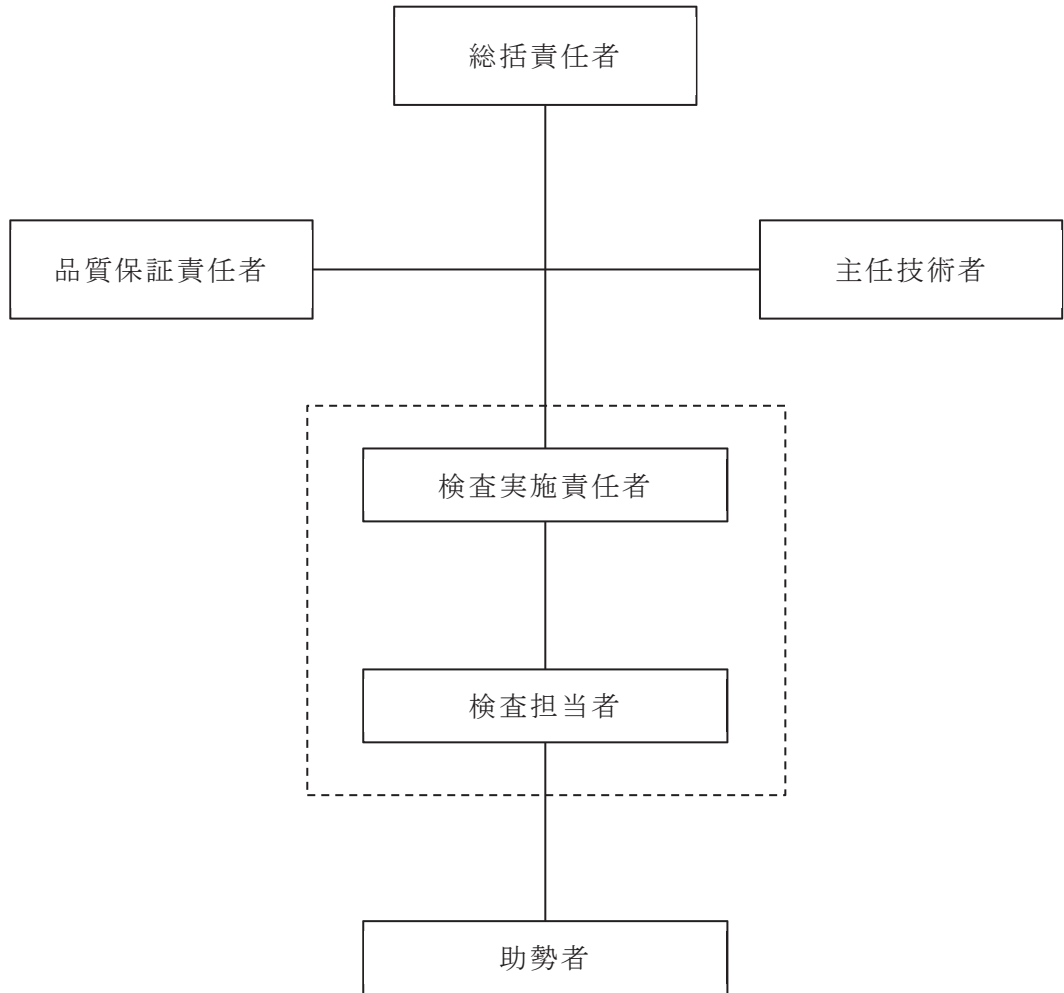 総括責任者
品質保証責任者
主任技術者
検査実施責任者
検査担当者
助勢者